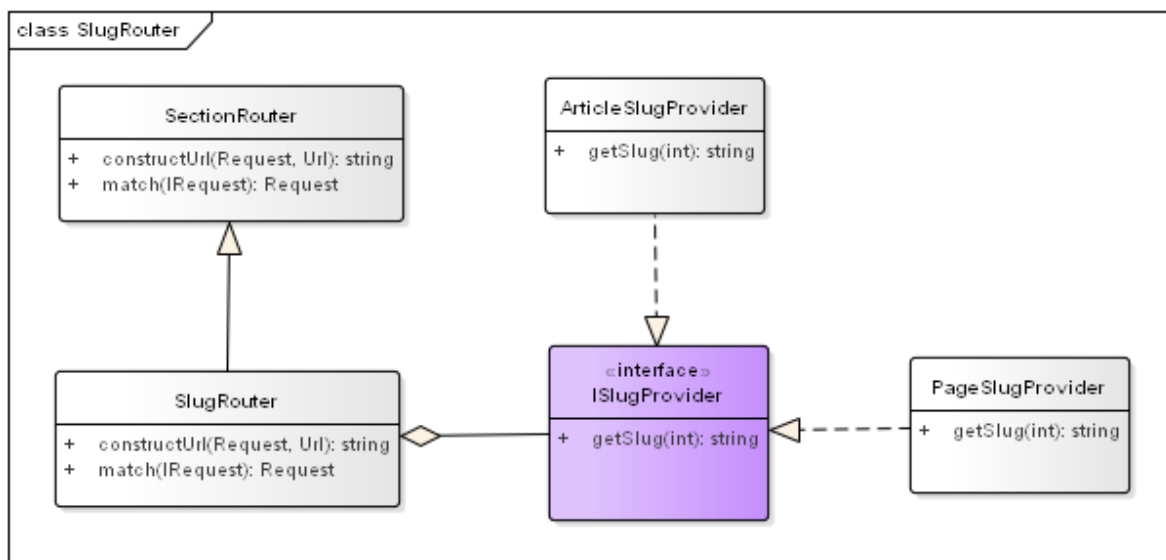 class SlugRouter
SectionRouter
+ constructUrl(Request, Url): string
+ match(IRequest): Request
ArticleSlugProvider
+ getSlug(int): string
SlugRouter
+ constructUrl(Request, Url): string
+ match(IRequest): Request
«interface»
ISlugProvider
+ getSlug(int): string
PageSlugProvider
+ getSlug(int): string